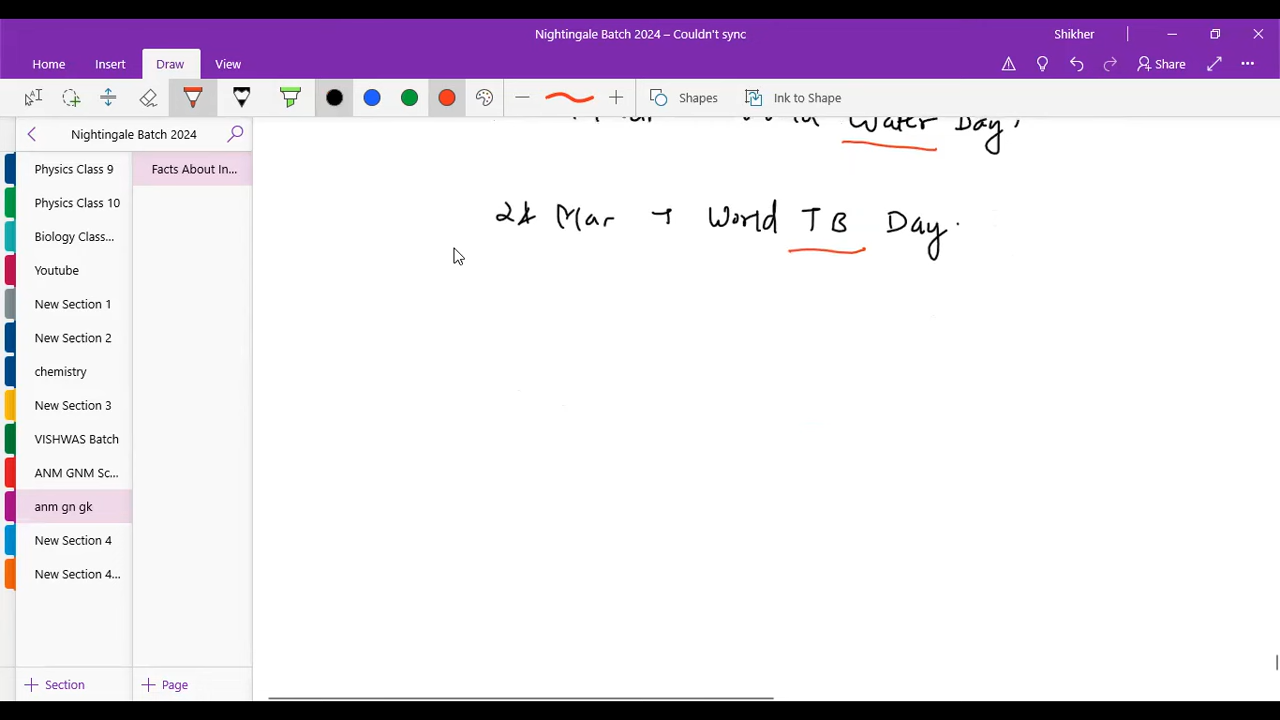 Nightingale Batch 2024 – Couldn't sync
Shikher
Home Insert Draw View
Share
Shapes
Ink to Shape
Nightingale Batch 2024
Physics Class 9
Physics Class 10
Biology Class...
Youtube
New Section 1
New Section 2
chemistry
New Section 3
VISHWAS Batch
ANM GNM Sc...
anm gn gk
New Section 4
New Section 4...
+ Section
Facts About In...
+ Page
Water Day,
24 Mar → World TB Day.